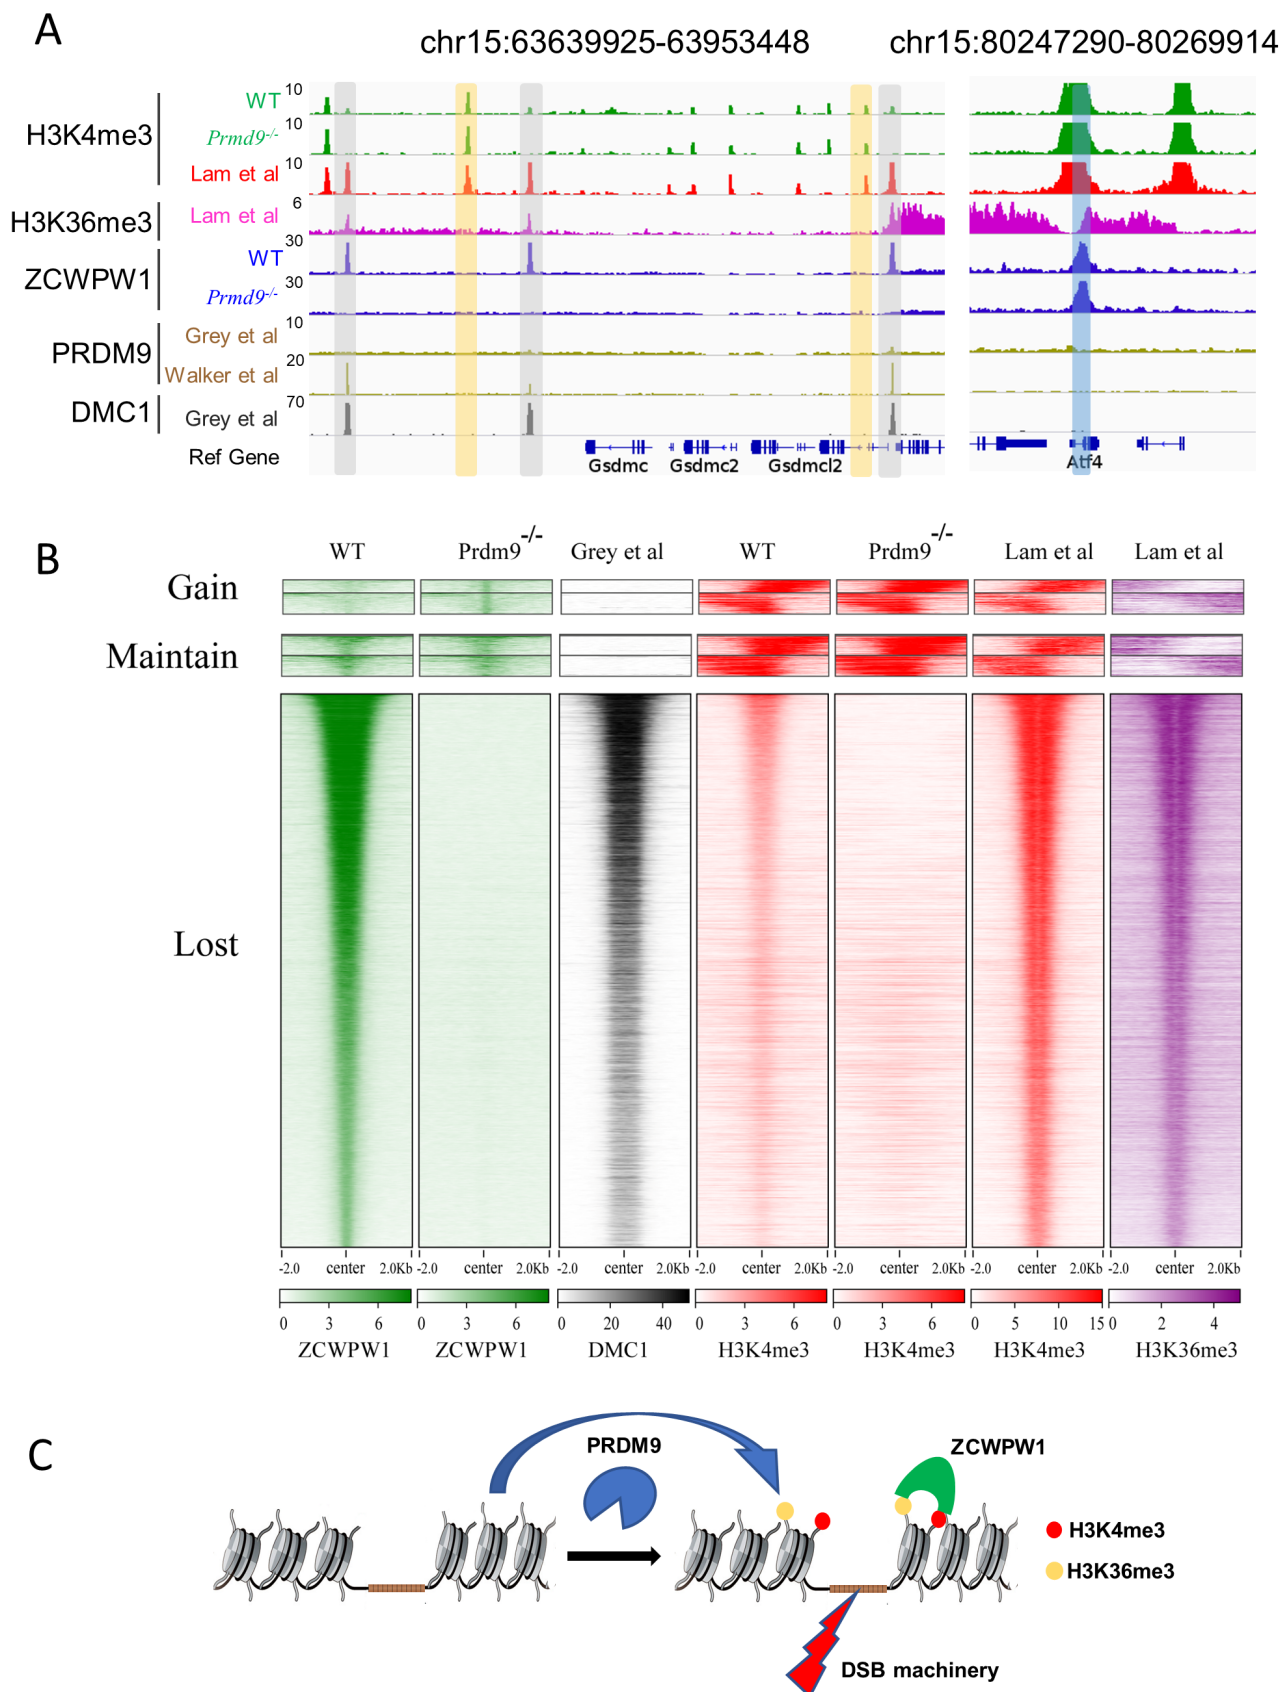 A
chr15:63639925-63953448
chr15:80247290-80269914
H3K4me3
WT
10
Prmd9-/-
10
Lam et al
10
H3K36me3
Lam et al
6
ZCWPW1
WT
30
Prmd9-/-
30
PRDM9
Grey et al
10
Walker et al
20
DMC1
Grey et al
70
Ref Gene
Gsdmc
Gsdmc2
Gsdmcl2
Atf4
B
WT
Prdm9-/-
Grey et al
WT
Prdm9-/-
Lam et al
Lam et al
Gain
Maintain
Lost
-2.0 center 2.0Kb
-2.0 center 2.0Kb
-2.0 center 2.0Kb
-2.0 center 2.0Kb
-2.0 center 2.0Kb
-2.0 center 2.0Kb
-2.0 center 2.0Kb
0 3 6
0 3 6
0 20 40
0 3 6
0 3 6
0 5 10 15
0 2 4
ZCWPW1
ZCWPW1
DMC1
H3K4me3
H3K4me3
H3K4me3
H3K36me3
C
PRDM9
ZCWPW1
H3K4me3
H3K36me3
DSB machinery